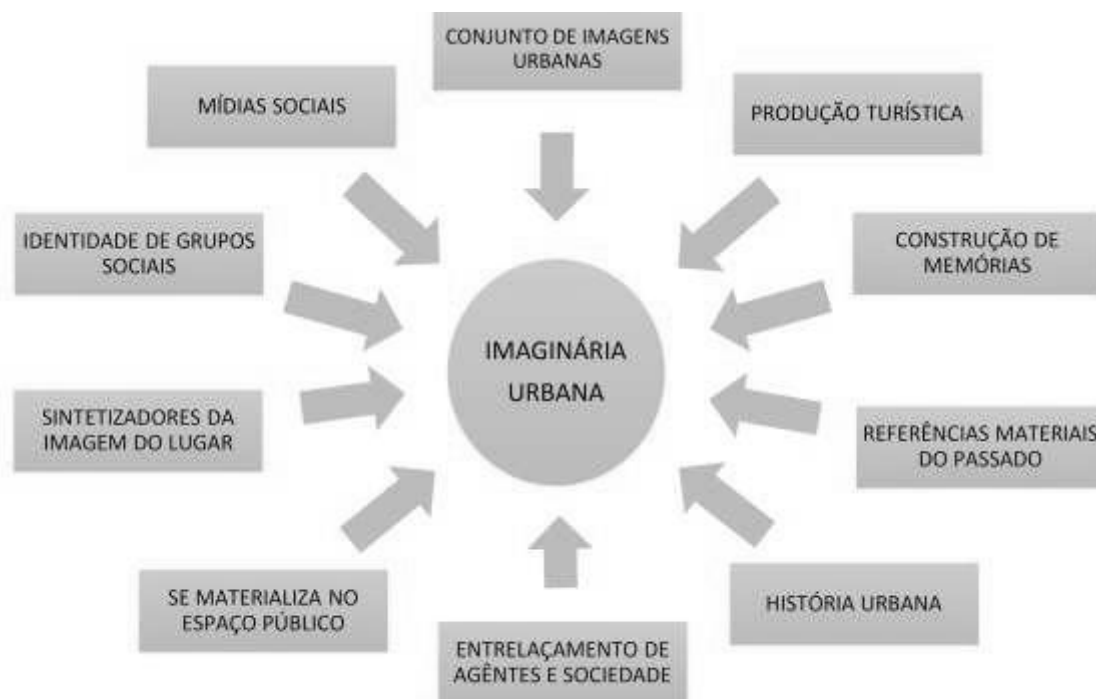 CONJUNTO DE IMAGENS
URBANAS
MÍDIAS SOCIAIS
PRODUÇÃO TURÍSTICA
IDENTIDADE DE GRUPOS
SOCIAIS
CONSTRUÇÃO DE
MEMÓRIAS
IMAGINÁRIA
URBANA
SINTETIZADORES DA
IMAGEM DO LUGAR
REFERÊNCIAS MATERIAIS
DO PASSADO
SE MATERIALIZA NO
ESPAÇO PÚBLICO
HISTÓRIA URBANA
ENTRELAÇAMENTO DE
AGÊNTES E SOCIEDADE